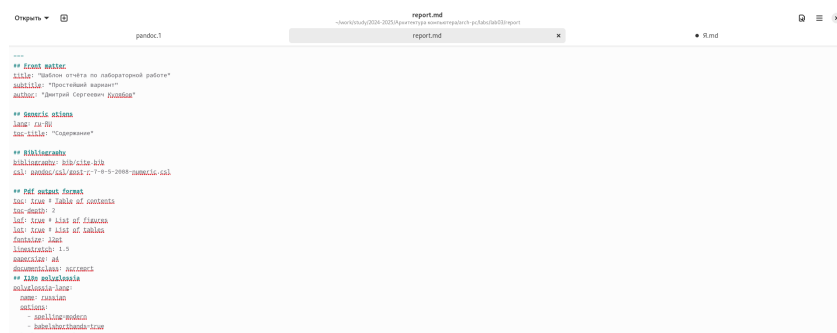 Открыть
report.md
~/work/study/2024-2025/Архитектура компьютера/arch-pc/labs/lab03/report
pandoc.1
report.md
Я.md
---
## Front matter
title: "Шаблон отчёта по лабораторной работе"
subtitle: "Простейший вариант"
author: "Дмитрий Сергеевич Кулябов"
## Generic otions
lang: ru-RU
toc-title: "Содержание"
## Bibliography
bibliography: bib/cite.bib
csl: pandoc/csl/gost-r-7-0-5-2008-numeric.csl
## Pdf output format
toc: true # Table of contents
toc-depth: 2
lof: true # List of figures
lot: true # List of tables
fontsize: 12pt
linestretch: 1.5
papersize: a4
documentclass: scrreprt
## I18n polyglossia
polyglossia-lang:
name: russian
options:
- spelling=modern
- babelshorthands=true